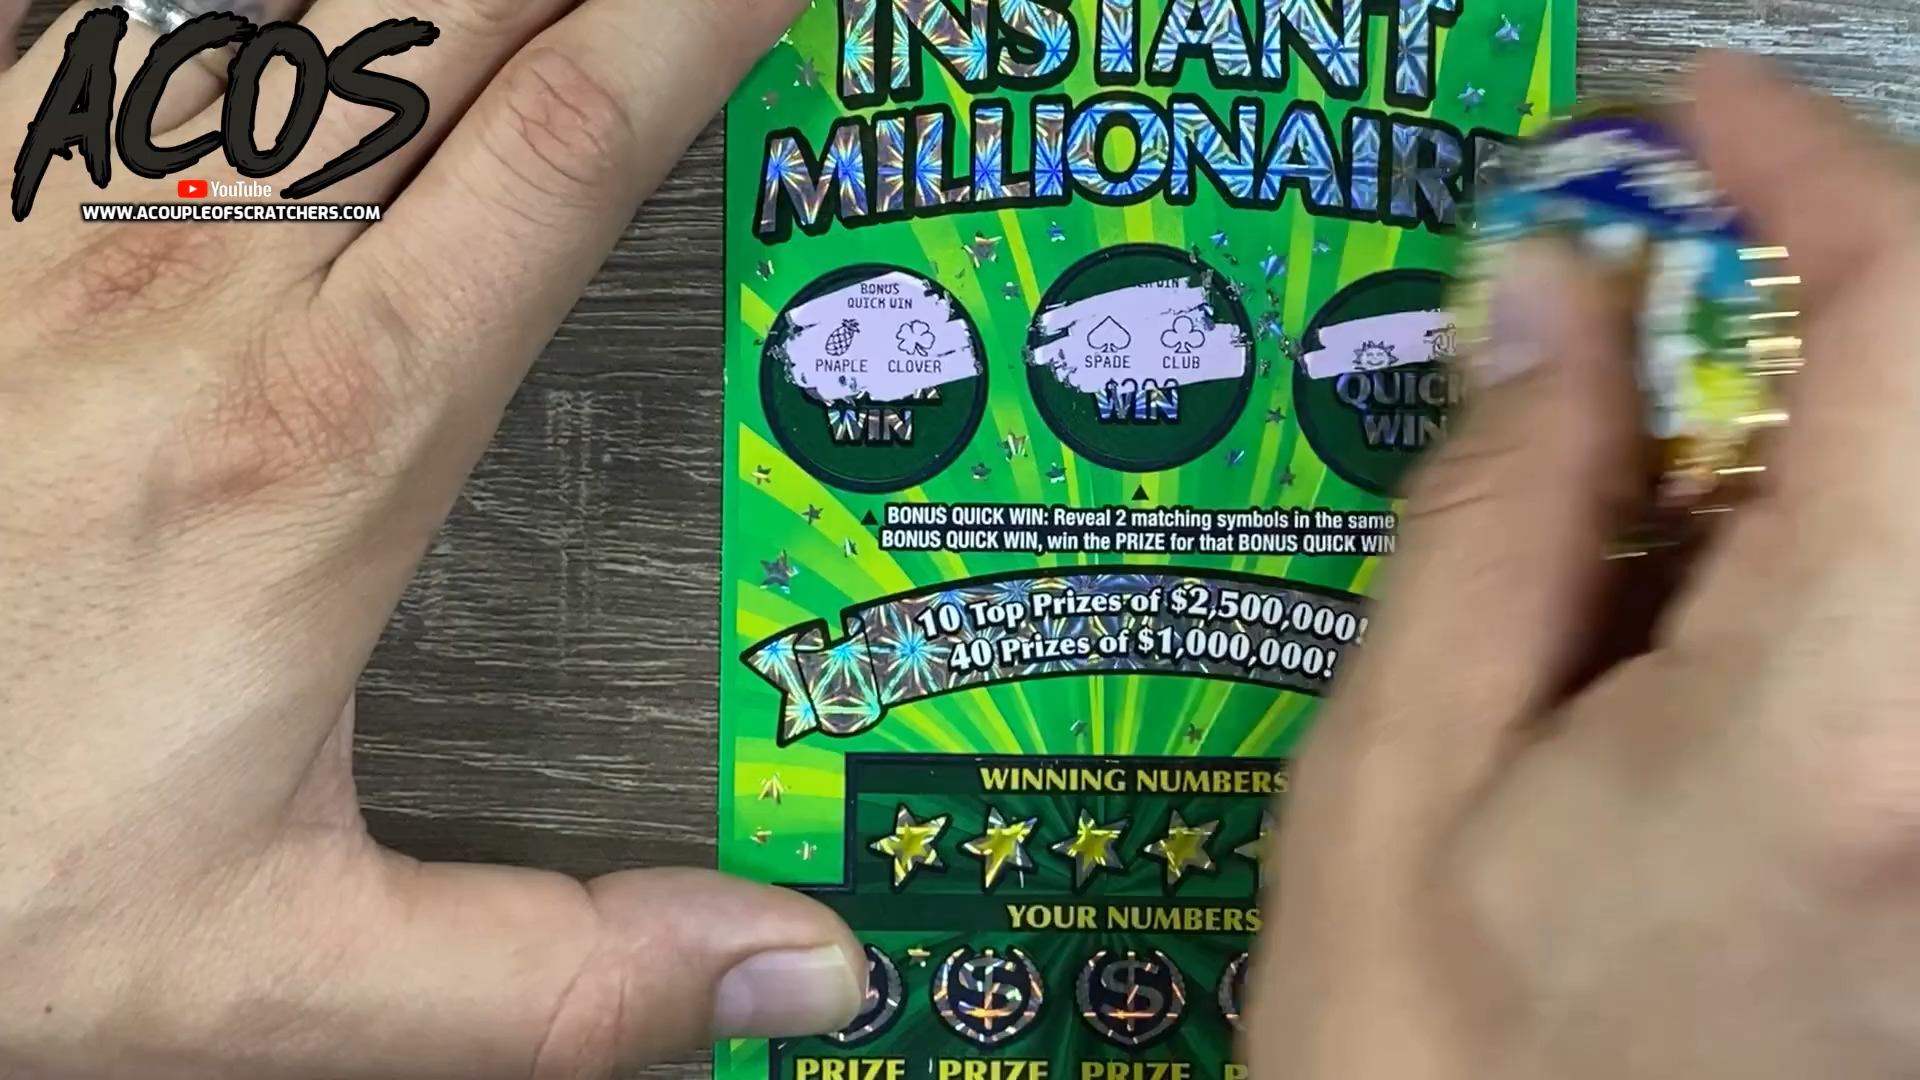 ACOS
YouTube
WWW.ACOUPLEOFSCRATCHERS.COM
INSTANT
MILLIONAIR
BONUS
QUICK WIN
PNAPLE CLOVER
WIN
SPADE CLUB
WIN
QUICK
WIN
BONUS QUICK WIN: Reveal 2 matching symbols in the same
BONUS QUICK WIN, win the PRIZE for that BONUS QUICK WIN
10 Top Prizes of $2,500,000!
40 Prizes of $1,000,000!
WINNING NUMBERS
YOUR NUMBERS
PRIZE PRIZE PRIZE